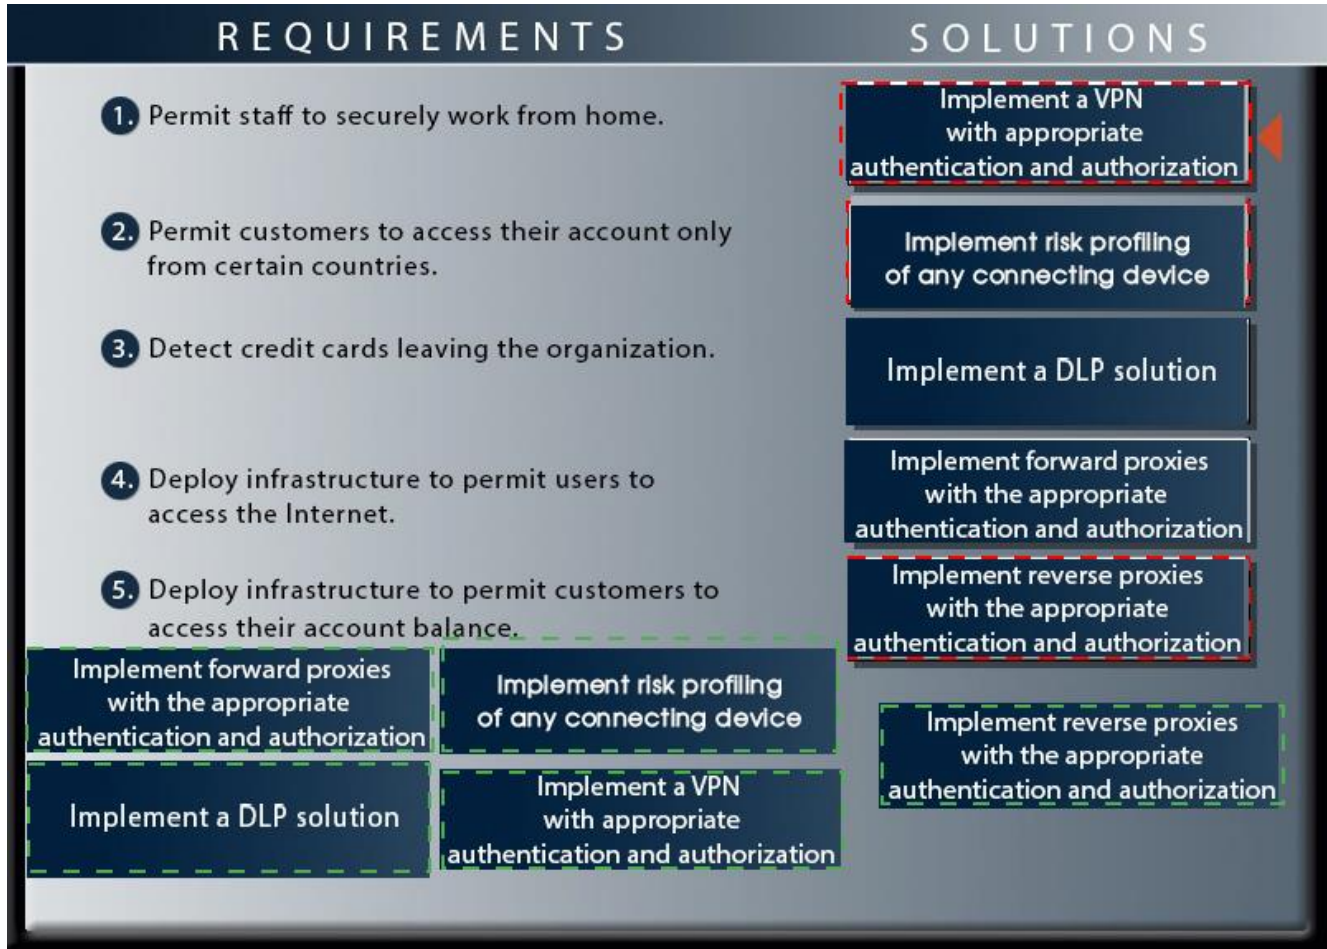 REQUIREMENTS
SOLUTIONS
1. Permit staff to securely work from home.
Implement a VPN
with appropriate
authentication and authorization
2. Permit customers to access their account only
from certain countries.
Implement risk profiling
of any connecting device
3. Detect credit cards leaving the organization.
Implement a DLP solution
4. Deploy infrastructure to permit users to
access the Internet.
Implement forward proxies
with the appropriate
authentication and authorization
5. Deploy infrastructure to permit customers to
access their account balance.
Implement reverse proxies
with the appropriate
authentication and authorization
Implement forward proxies
with the appropriate
authentication and authorization
Implement risk profiling
of any connecting device
Implement reverse proxies
with the appropriate
authentication and authorization
Implement a DLP solution
Implement a VPN
with appropriate
authentication and authorization